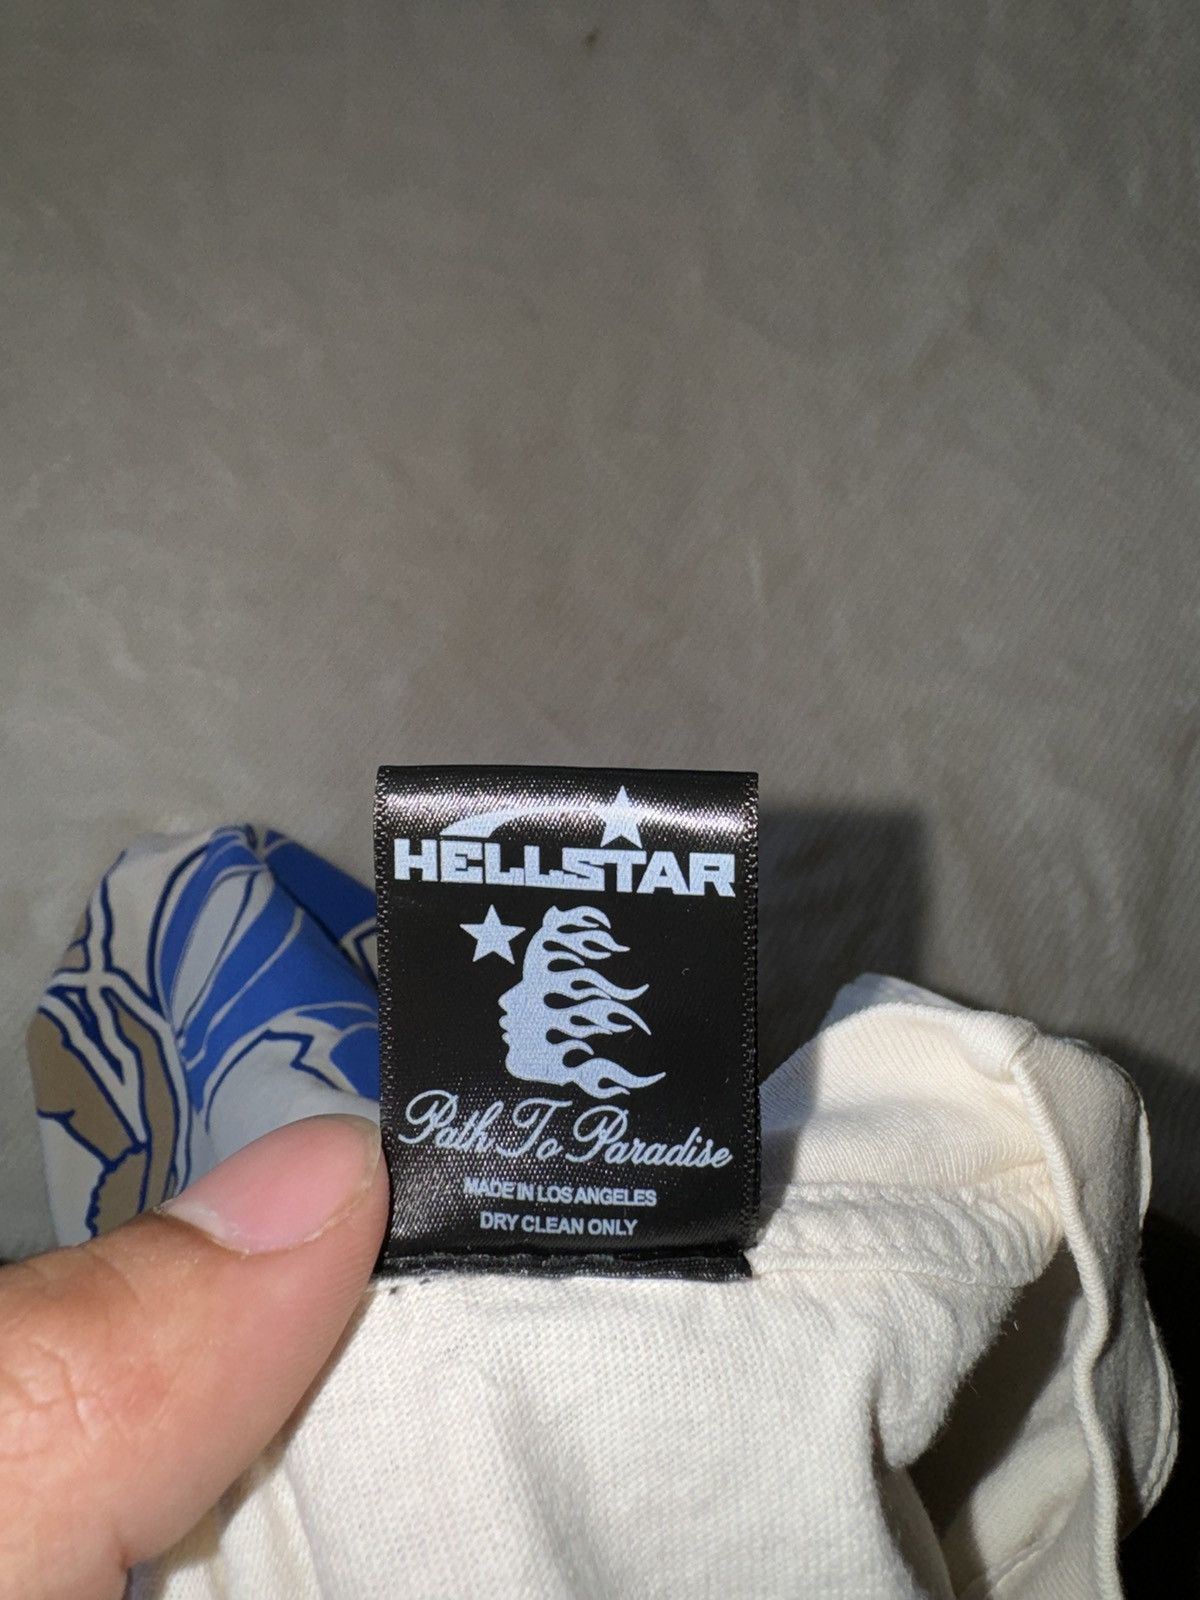 HELLSTAR
Path To Paradise
MADE IN LOS ANGELES
DRY CLEAN ONLY